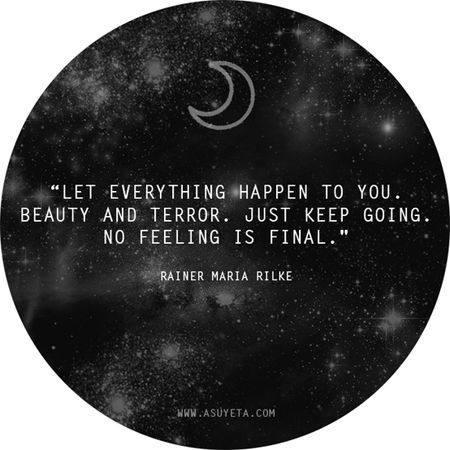 “LET EVERYTHING HAPPEN TO YOU.
BEAUTY AND TERROR. JUST KEEP GOING.
NO FEELING IS FINAL."
RAINER MARIA RILKE
WWW.ASUYETA.COM